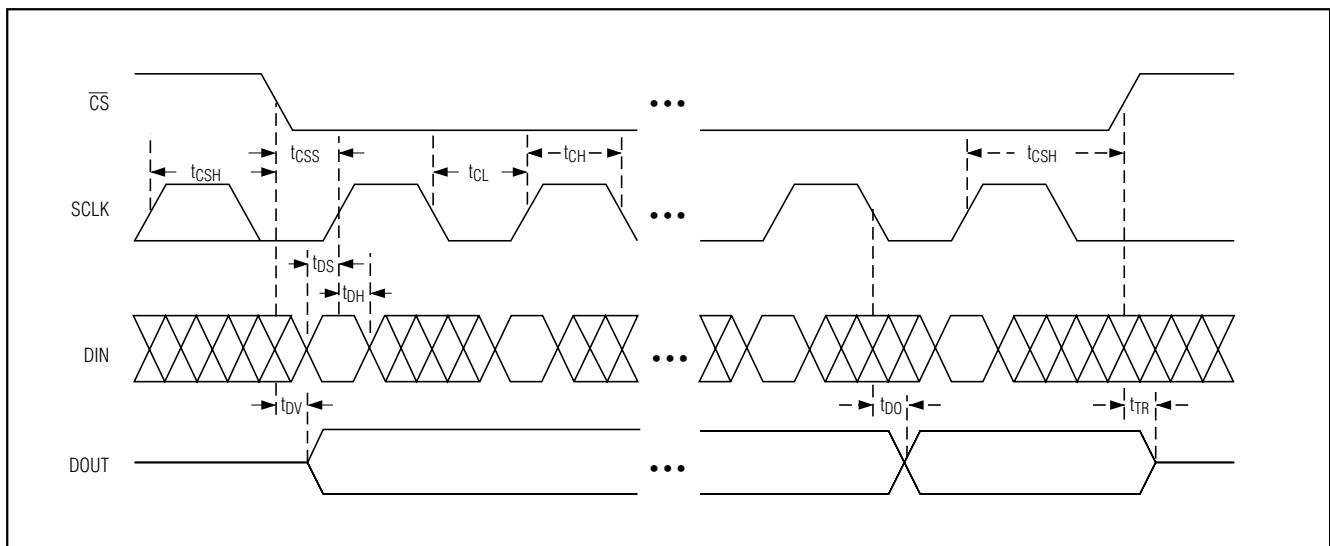 CS
•••
tCSS
tCH
tCSH
tCSH
tCL
SCLK
•••
tDS
tDH
DIN
•••
tDV
tDO
tTR
DOUT
•••